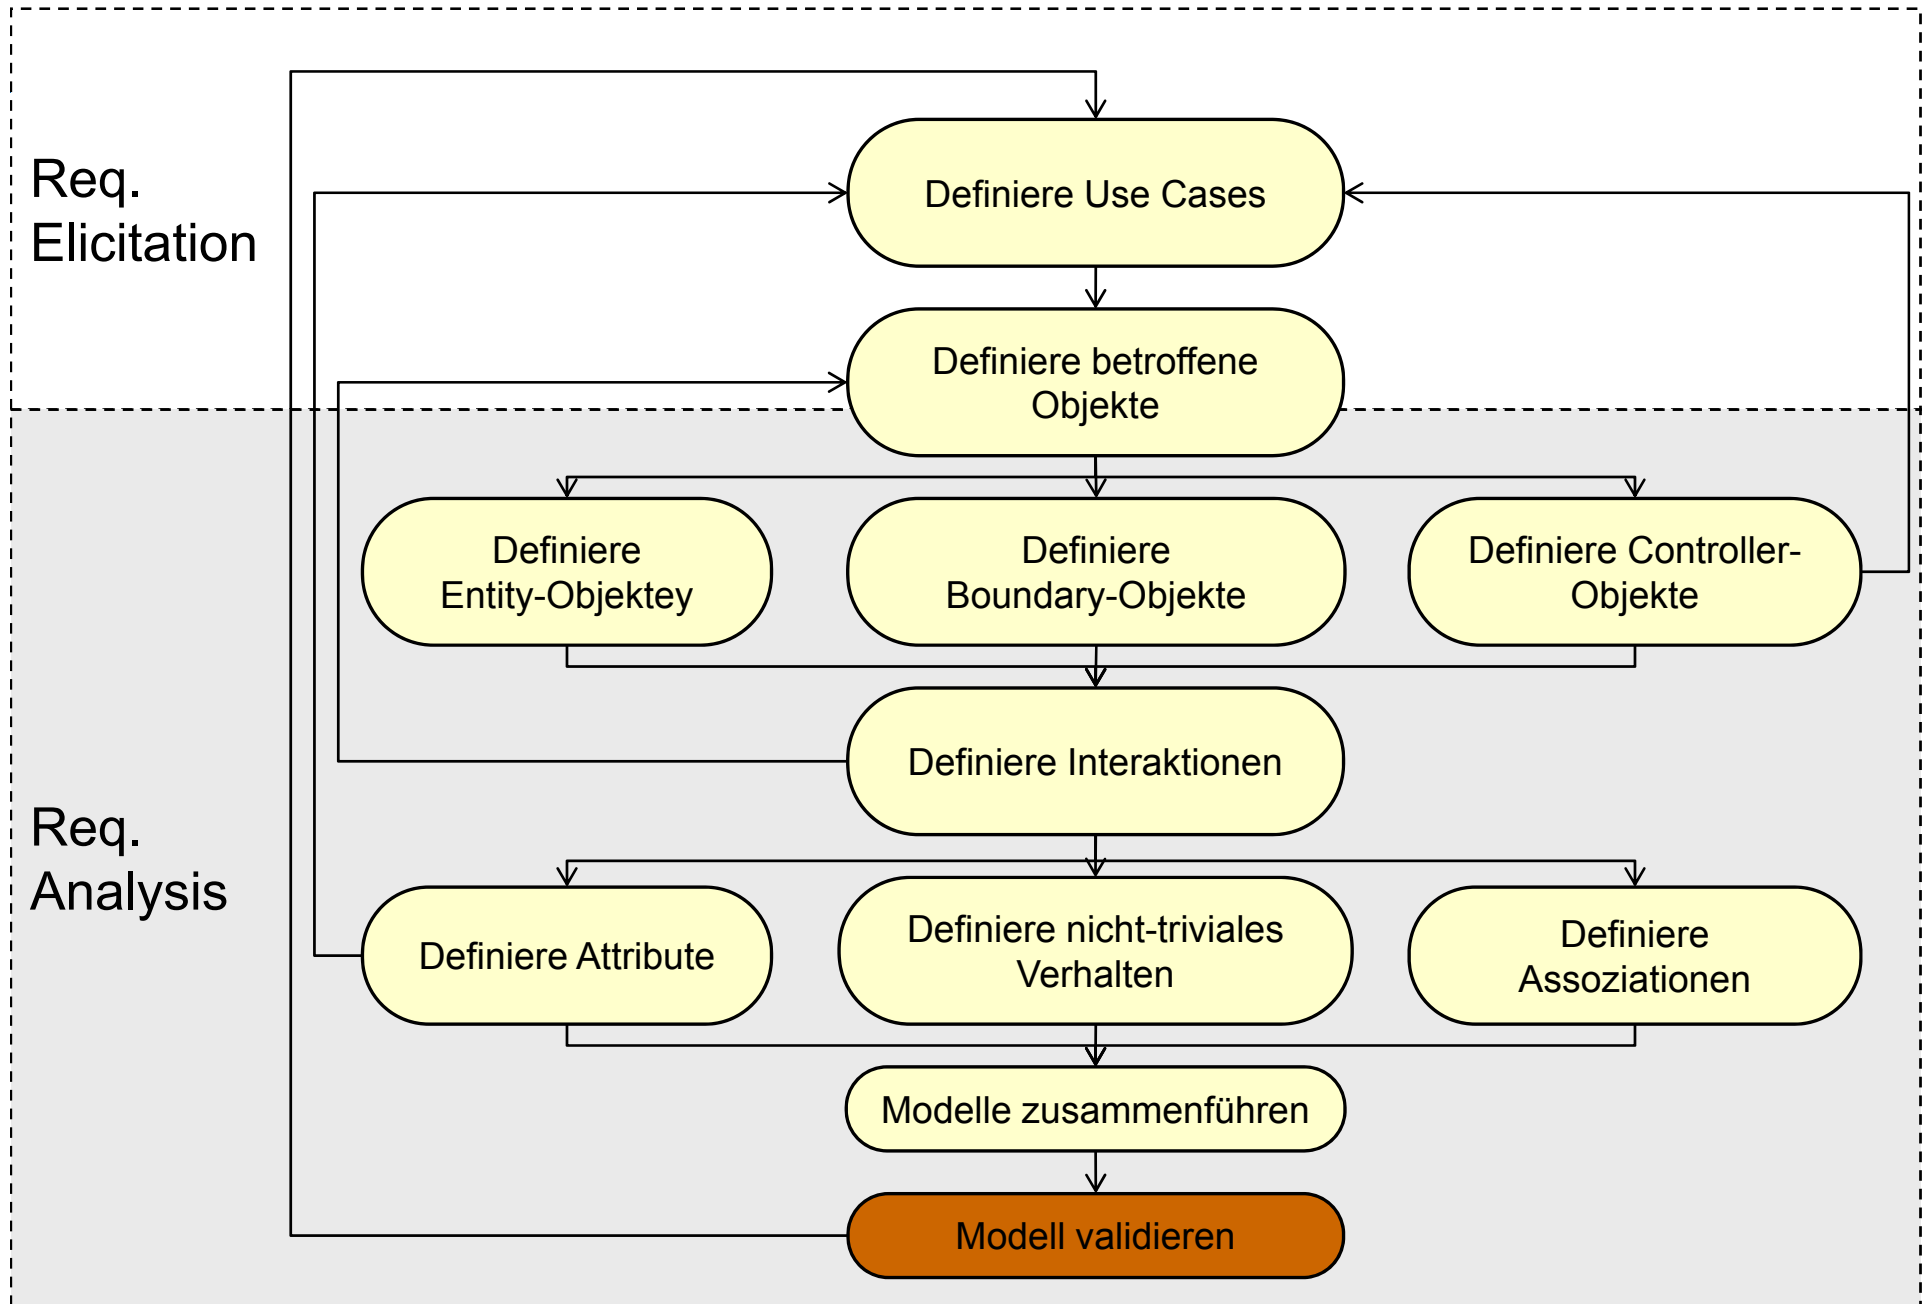 Req.
Elicitation
Definiere Use Cases
Definiere betroffene
Objekte
Definiere
Entity-Objektey
Definiere
Boundary-Objekte
Definiere Controller-
Objekte
Definiere Interaktionen
Req.
Analysis
Definiere Attribute
Definiere nicht-triviales
Verhalten
Definiere
Assoziationen
Modelle zusammenführen
Modell validieren